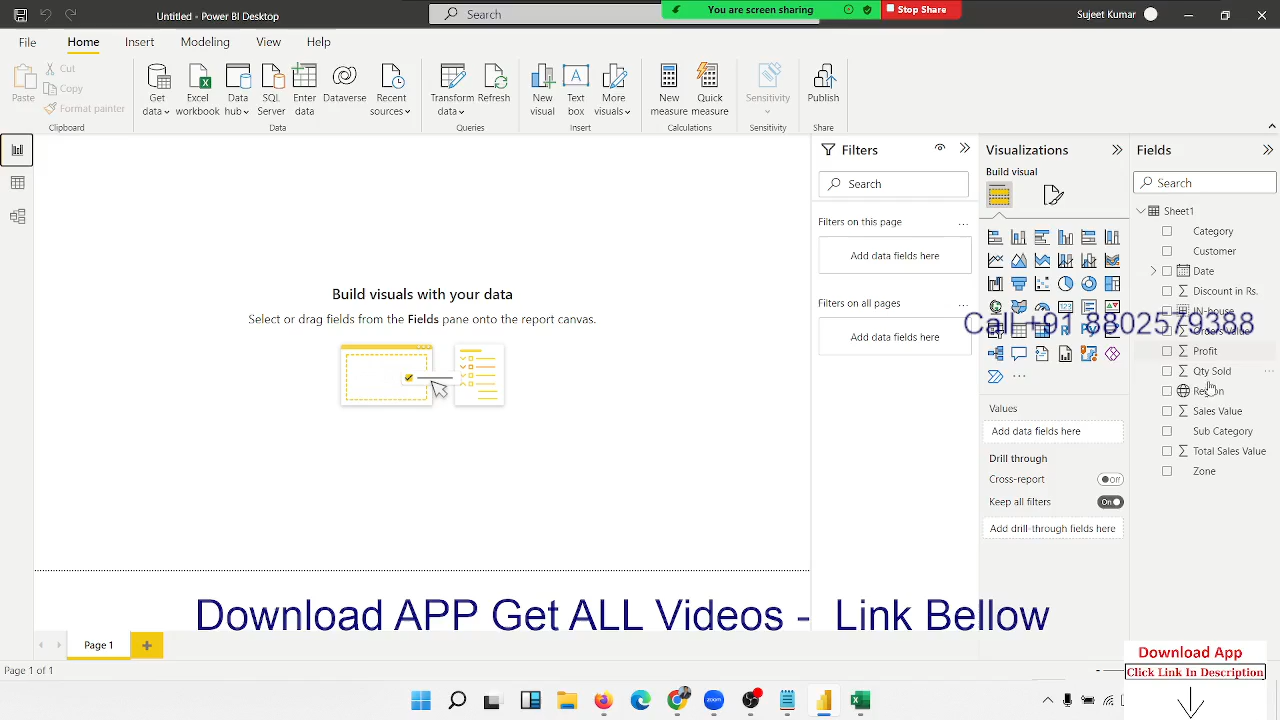 Untitled - Power BI Desktop
Search
You are screen sharing
Stop Share
Sujeet Kumar
File
Home
Insert
Modeling
View
Help
Paste
Cut
Copy
Format painter
Clipboard
Get data
Excel workbook
Data hub
SQL Server
Enter data
Dataverse
Recent sources
Data
Transform data
Refresh
Queries
New visual
Text box
More visuals
Insert
New measure
Quick measure
Calculations
Sensitivity
Sensitivity
Publish
Share
Build visuals with your data
Select or drag fields from the Fields pane onto the report canvas.
Filters
Search
Filters on this page
Add data fields here
Filters on all pages
Add data fields here
Visualizations
Build visual
Values
Add data fields here
Drill through
Cross-report
Off
Keep all filters
On
Add drill-through fields here
Fields
Search
Sheet1
Category
Customer
Date
Discount in Rs.
IN-house
Orders Value
Profit
Qty Sold
Region
Sales Value
Sub Category
Total Sales Value
Zone
Call +91 8802579388
Download APP Get ALL Videos - Link Bellow
Page 1
Page 1 of 1
Download App
Click Link In Description
zoom